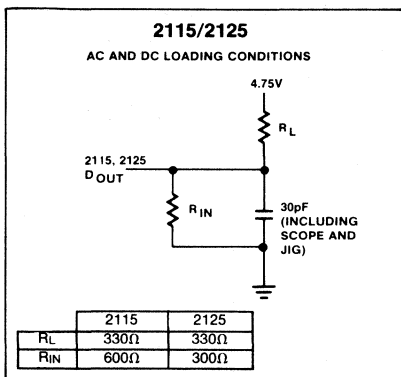 2115/2125
AC AND DC LOADING CONDITIONS
4.75V
RL
2115, 2125
DOUT
RIN
30pF
(INCLUDING
SCOPE AND
JIG)
2115 2125
RL 330Ω 330Ω
RIN 600Ω 300Ω